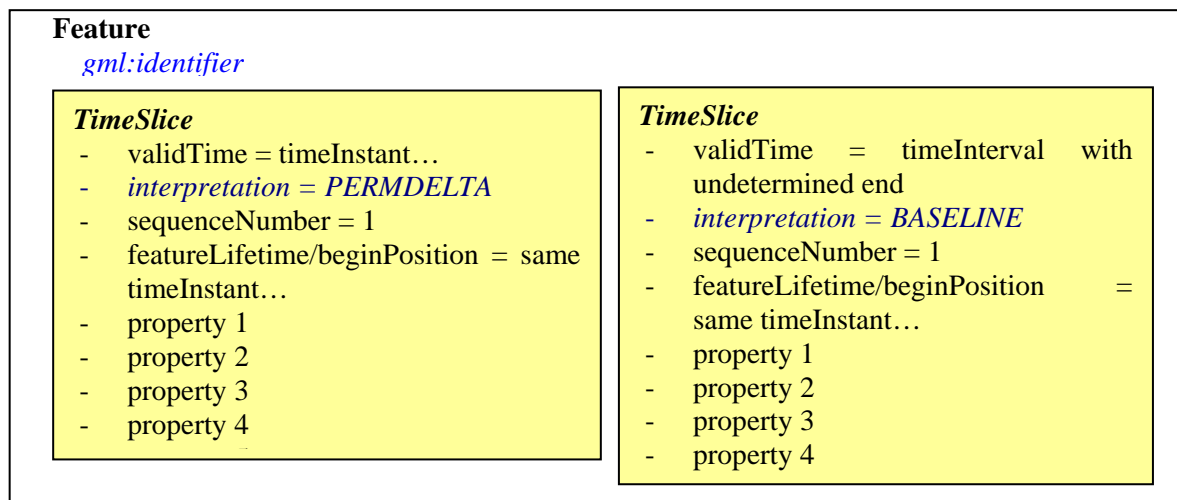 Feature
gml:identifier
TimeSlice
- validTime = timeInstant…
- interpretation = PERMDELTA
- sequenceNumber = 1
- featureLifetime/beginPosition = same
timeInstant…
- property 1
- property 2
- property 3
- property 4
TimeSlice
- validTime = timeInterval with
undetermined end
- interpretation = BASELINE
- sequenceNumber = 1
- featureLifetime/beginPosition =
same timeInstant…
- property 1
- property 2
- property 3
- property 4